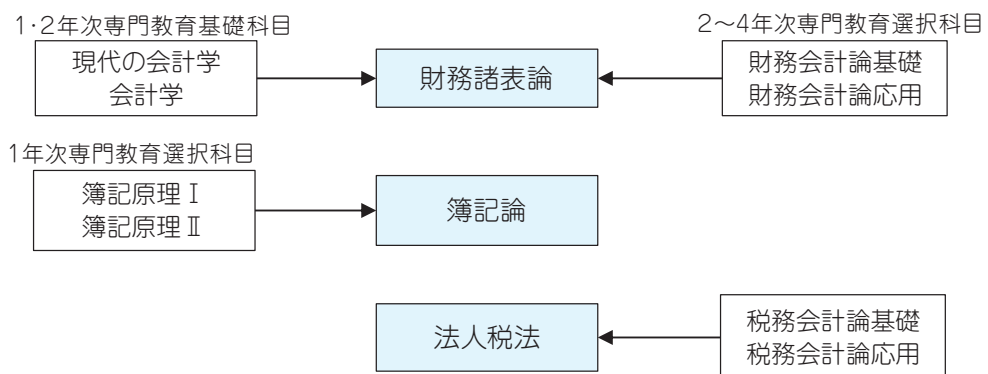 1・2年次専門教育基礎科目
現代の会計学
会計学
財務諸表論
2〜4年次専門教育選択科目
財務会計論基礎
財務会計論応用
1年次専門教育選択科目
簿記原理Ⅰ
簿記原理Ⅱ
簿記論
法人税法
税務会計論基礎
税務会計論応用